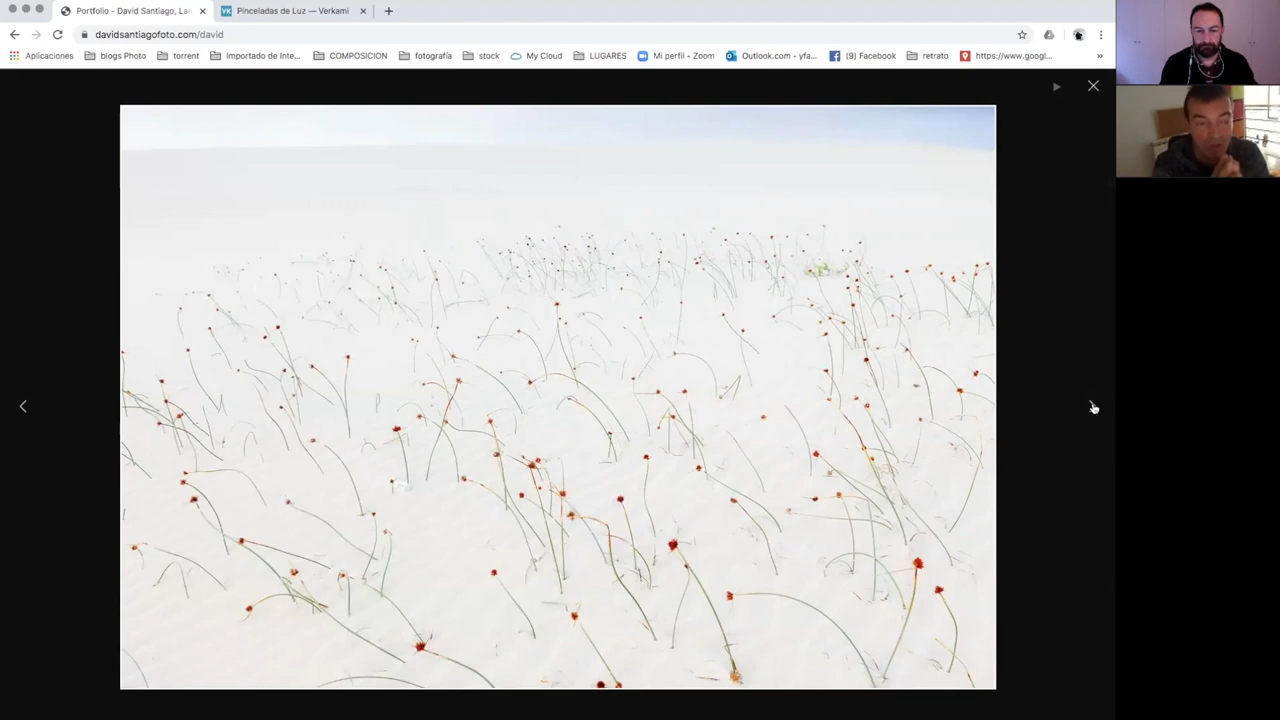 Portfolio - David Santiago, Lan
Pinceladas de Luz — Verkami
davidsantiagofoto.com/david
Aplicaciones
blogs Photo
torrent
Importado de Inte...
COMPOSICION
fotografía
stock
My Cloud
LUGARES
Mi perfil - Zoom
Outlook.com - yfa...
(9) Facebook
retrato
https://www.googl...